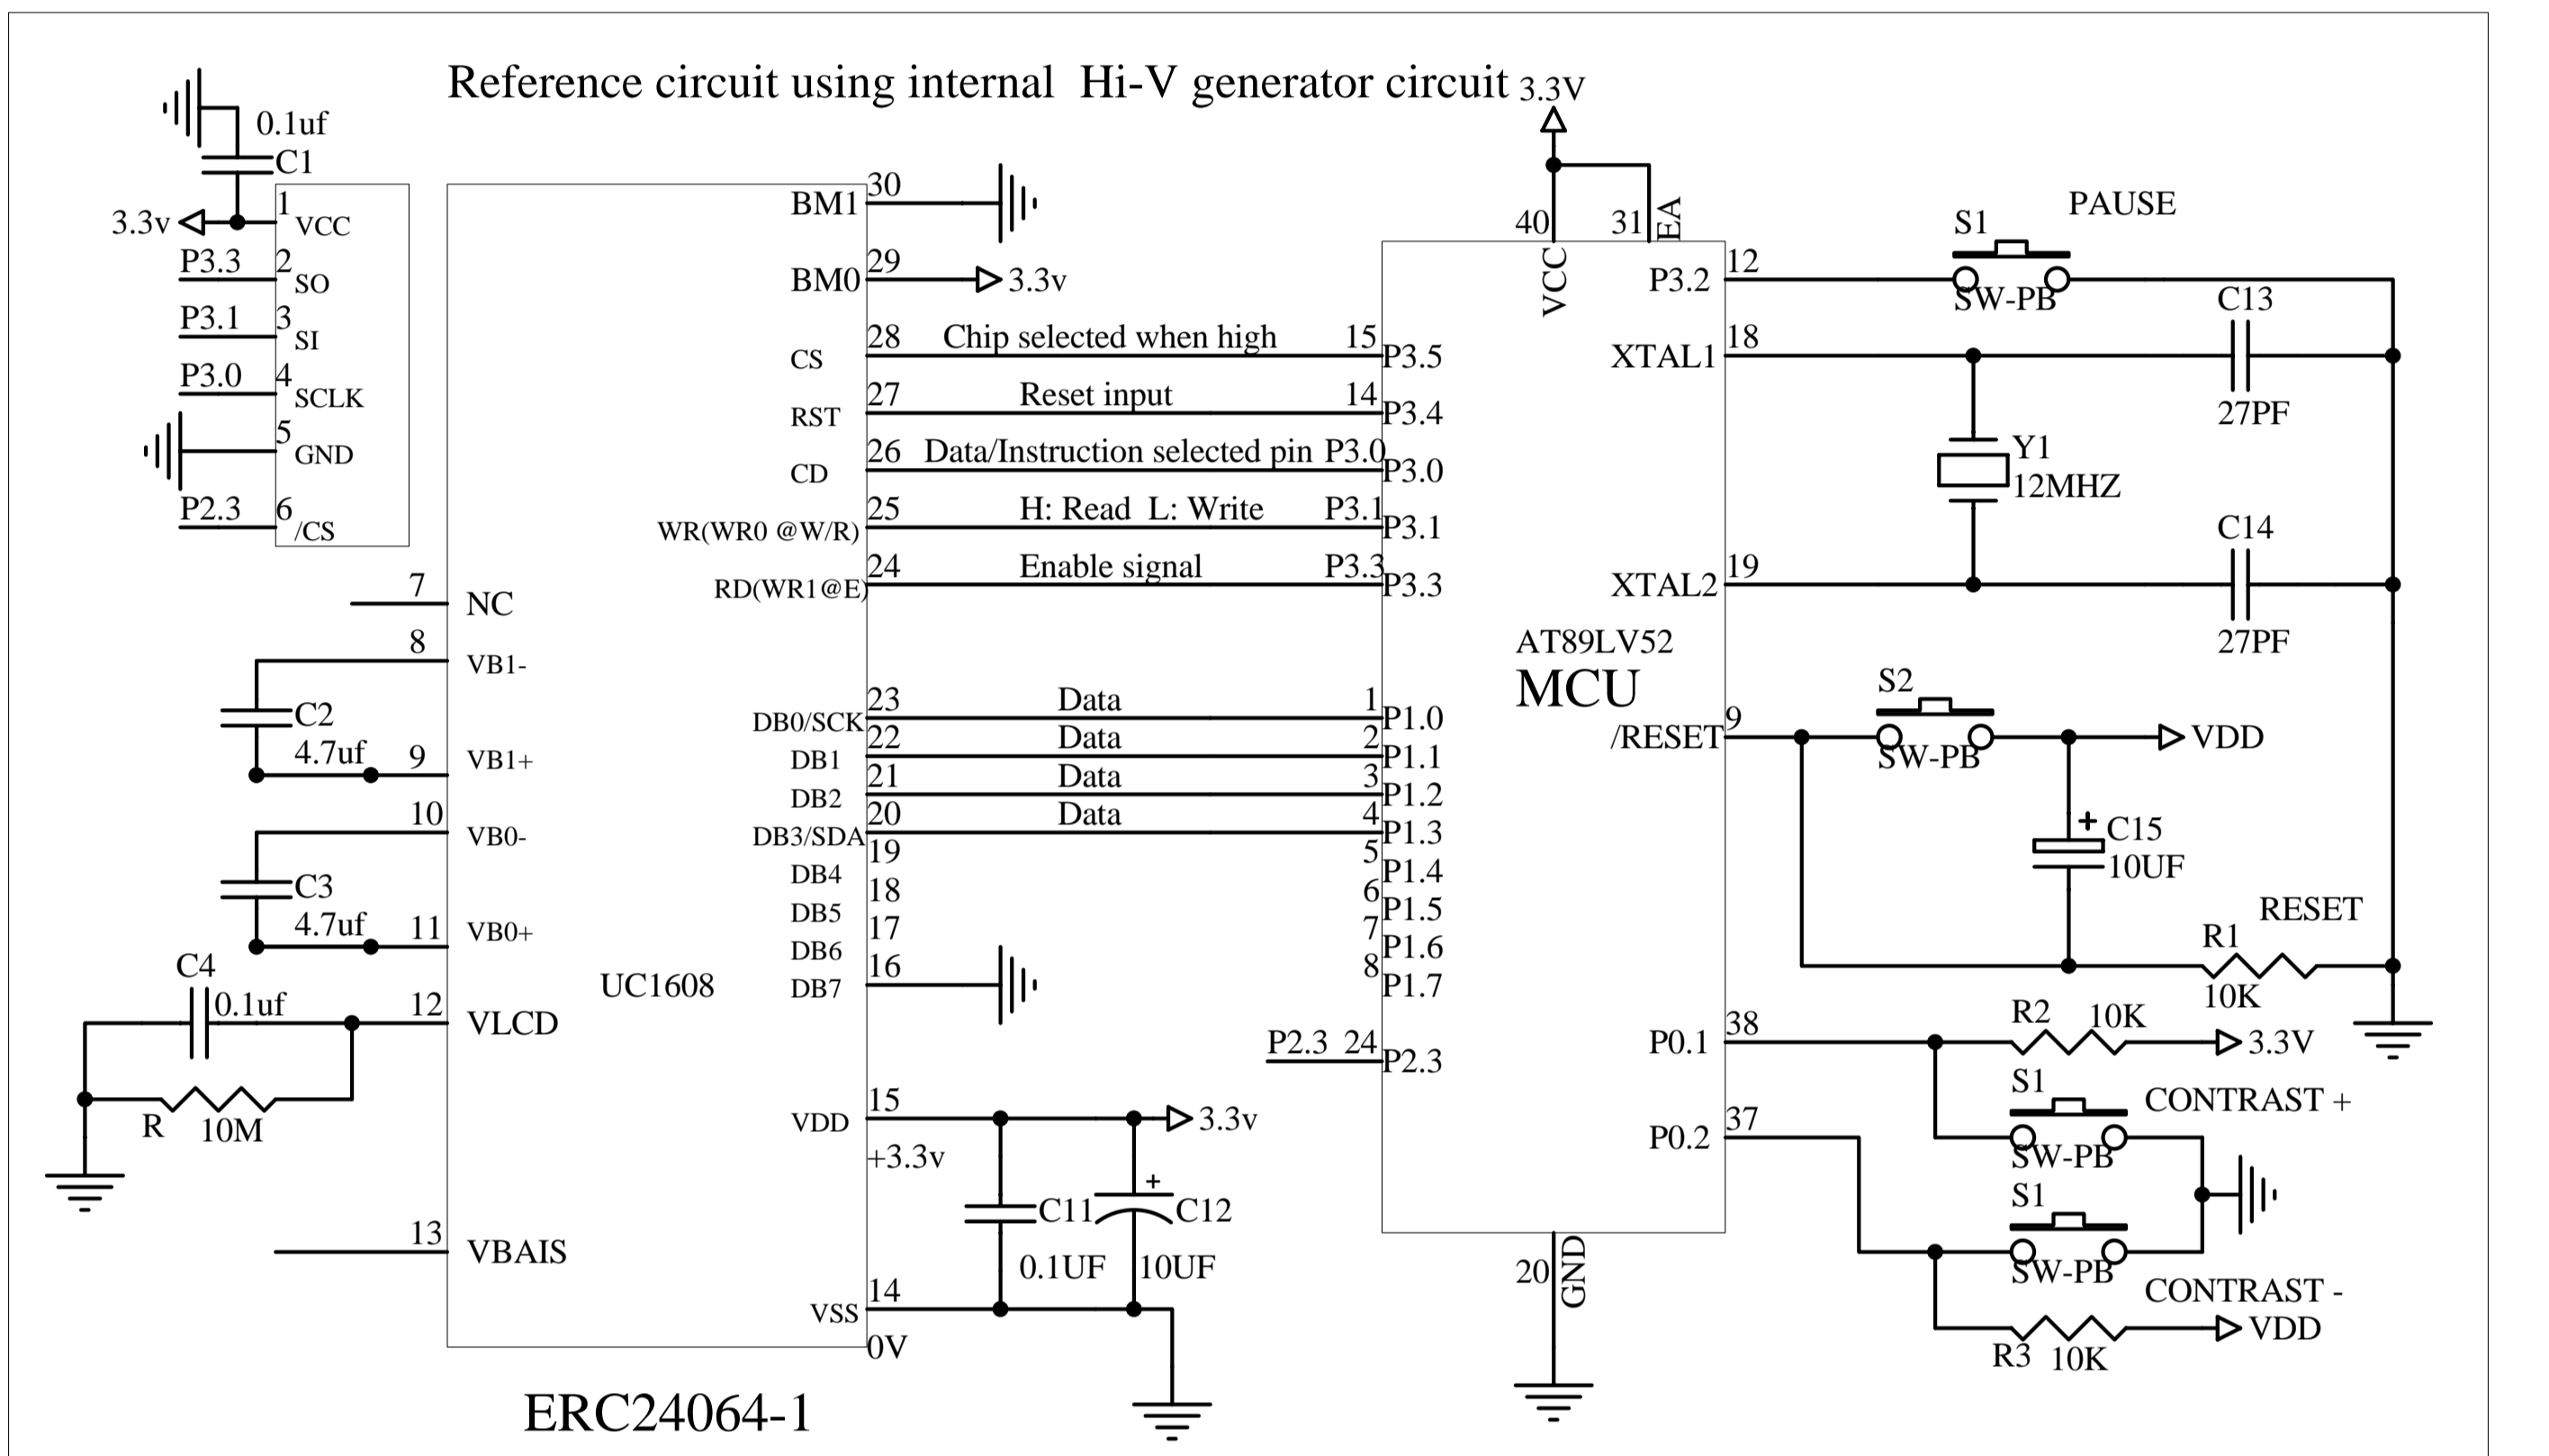 Reference circuit using internal Hi-V generator circuit
3.3V
0.1uf
C1
1
VCC
3.3v
P3.3 2
SO
P3.1 3
SI
P3.0 4
SCLK
5
GND
P2.3 6
/CS
7
NC
8
VB1-
C2
4.7uf
9
VB1+
10
VB0-
C3
4.7uf
11
VB0+
C4
0.1uf
12
VLCD
R 10M
13
VBAIS
UC1608
ERC24064-1
BM1 30
BM0 29
3.3v
CS 28 Chip selected when high 15 P3.5
RST 27 Reset input 14 P3.4
CD 26 Data/Instruction selected pin P3.0 P3.0
WR(WR0 @W/R) 25 H: Read L: Write P3.1 P3.1
RD(WR1@E) 24 Enable signal P3.3 P3.3
DB0/SCK 23 Data 1 P1.0
DB1 22 Data 2 P1.1
DB2 21 Data 3 P1.2
DB3/SDA 20 Data 4 P1.3
DB4 19 5 P1.4
DB5 18 6 P1.5
DB6 17 7 P1.6
DB7 16 8 P1.7
P2.3 24 P2.3
VDD 15
3.3v
+3.3v
C11
0.1UF
+
C12
10UF
VSS 14
0V
40
VCC
31
EA
AT89LV52
MCU
20
GND
P3.2 12
S1
PAUSE
SW-PB
XTAL1 18
C13
27PF
Y1
12MHZ
XTAL2 19
C14
27PF
/RESET 9
S2
SW-PB
VDD
+
C15
10UF
RESET
R1
10K
P0.1 38
R2 10K
3.3V
S1
CONTRAST +
SW-PB
P0.2 37
S1
SW-PB
CONTRAST -
VDD
R3 10K